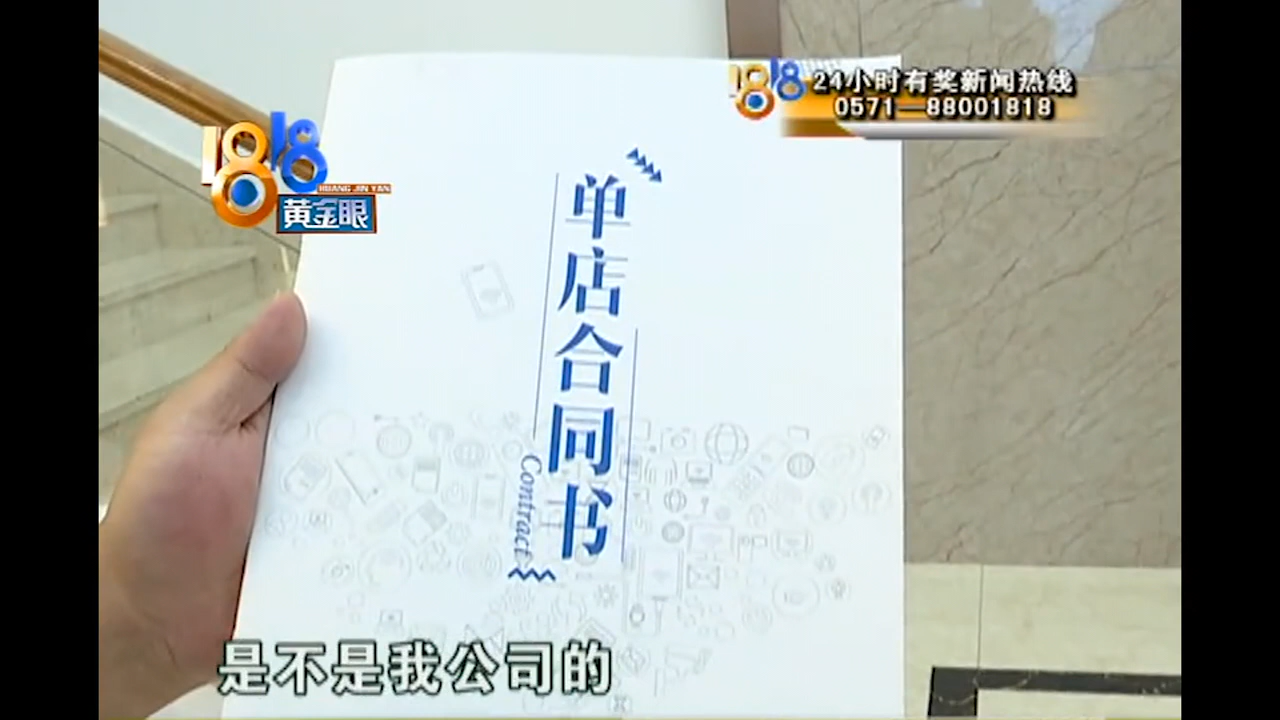 24小时有奖新闻热线
0571—88001818
1818
HUANG JIN YAN
黄金眼
单店合同书
Contract
是不是我公司的